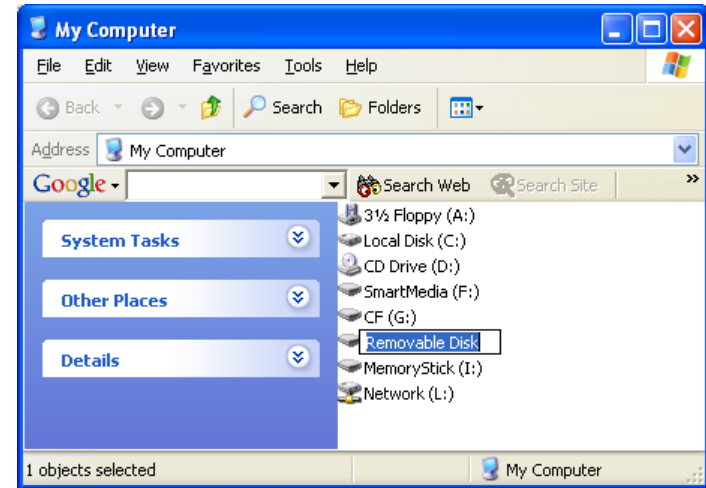 My Computer
File Edit View Favorites Tools Help
Back Search Folders
Address My Computer
Google Search Web Search Site »
System Tasks
Other Places
Details
3½ Floppy (A:)
Local Disk (C:)
CD Drive (D:)
SmartMedia (F:)
CF (G:)
Removable Disk
MemoryStick (I:)
Network (L:)
1 objects selected My Computer